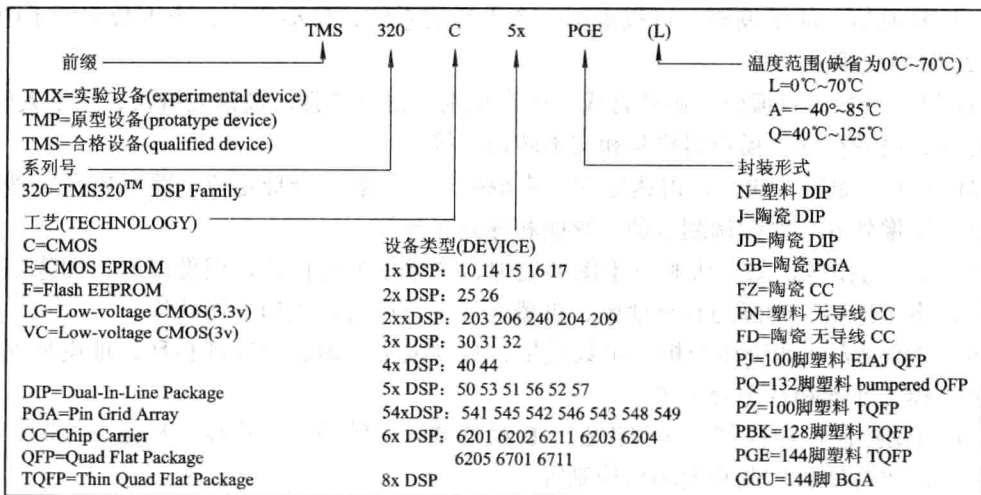 TMS 320 C 5x PGE (L)
前缀
TMX=实验设备(experimental device)
TMP=原型设备(protatype device)
TMS=合格设备(qualified device)
系列号
320=TMS320™ DSP Family
工艺(TECHNOLOGY)
C=CMOS
E=CMOS EPROM
F=Flash EEPROM
LG=Low-voltage CMOS(3.3v)
VC=Low-voltage CMOS(3v)
DIP=Dual-In-Line Package
PGA=Pin Grid Array
CC=Chip Carrier
QFP=Quad Flat Package
TQFP=Thin Quad Flat Package
设备类型(DEVICE)
1x DSP：10 14 15 16 17
2x DSP：25 26
2xxDSP：203 206 240 204 209
3x DSP：30 31 32
4x DSP：40 44
5x DSP：50 53 51 56 52 57
54xDSP：541 545 542 546 543 548 549
6x DSP：6201 6202 6211 6203 6204
6205 6701 6711
8x DSP
温度范围(缺省为0℃~70℃)
L=0℃~70℃
A=－40°~85℃
Q=40℃~125℃
封装形式
N=塑料 DIP
J=陶瓷 DIP
JD=陶瓷 DIP
GB=陶瓷 PGA
FZ=陶瓷 CC
FN=塑料 无导线 CC
FD=陶瓷 无导线 CC
PJ=100脚塑料 EIAJ QFP
PQ=132脚塑料 bumpered QFP
PZ=100脚塑料 TQFP
PBK=128脚塑料 TQFP
PGE=144脚塑料 TQFP
GGU=144脚 BGA